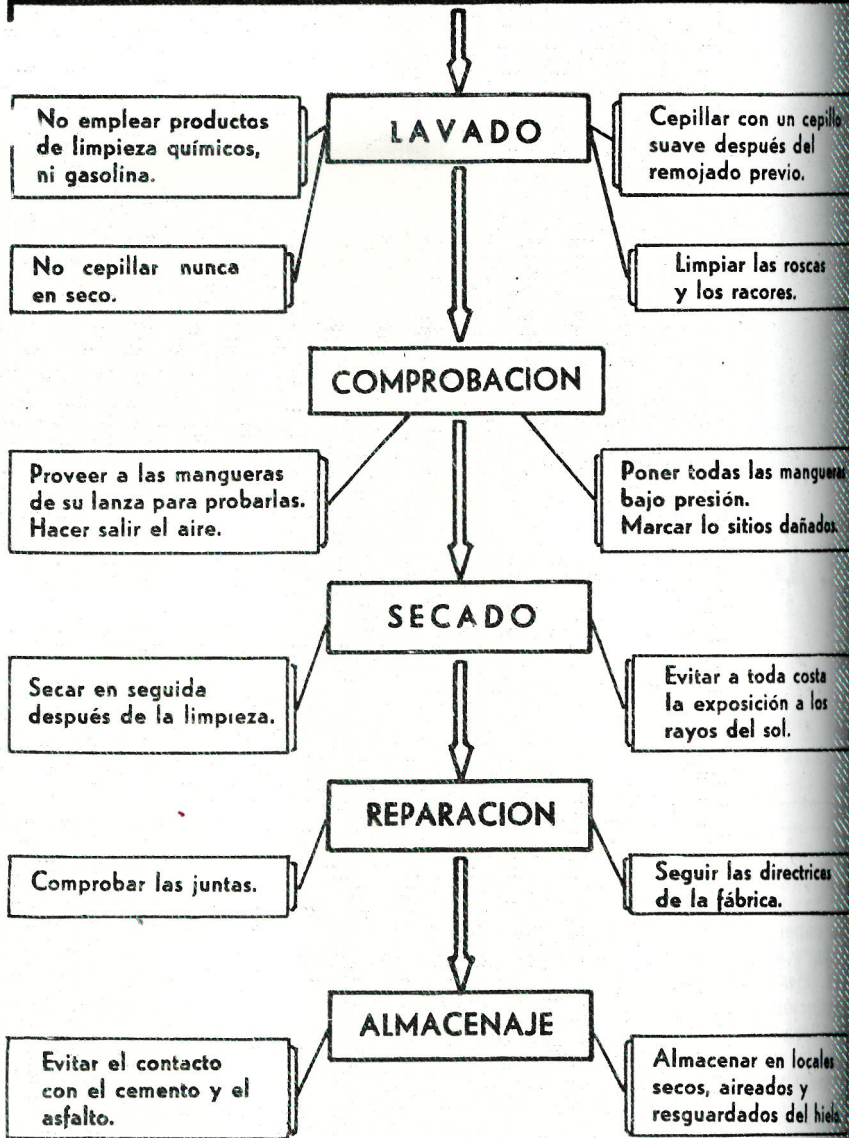 No emplear productos
de limpieza químicos,
ni gasolina.
LAVADO
Cepillar con un cepillo
suave después del
remojado previo.
No cepillar nunca
en seco.
Limpiar las roscas
y los racores.
COMPROBACION
Proveer a las mangueras
de su lanza para probarlas.
Hacer salir el aire.
Poner todas las mangueras
bajo presión.
Marcar lo sitios dañados.
SECADO
Secar en seguida
después de la limpieza.
Evitar a toda costa
la exposición a los
rayos del sol.
REPARACION
Comprobar las juntas.
Seguir las directrices
de la fábrica.
ALMACENAJE
Evitar el contacto
con el cemento y el
asfalto.
Almacenar en locales
secos, aireados y
resguardados del hielo.